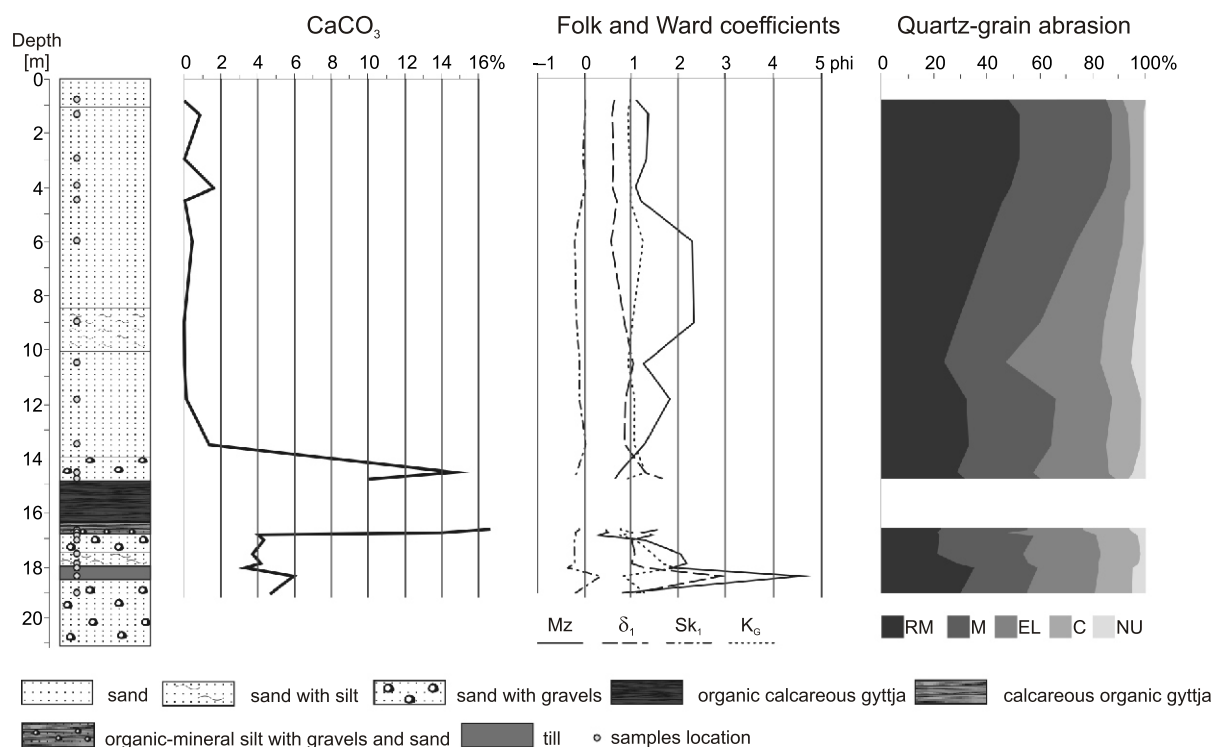 CaCO₃ Folk and Ward coefficients Quartz-grain abrasion
Depth
[m]
0 2 4 6 8 10 12 14 16%
–1 0 1 2 3 4 5 phi
0 20 40 60 80 100%
0
2
4
6
8
10
12
14
16
18
20
Mz δ₁ Sk₁ K_G
RM M EL C NU
sand sand with silt sand with gravels organic calcareous gyttja calcareous organic gyttja
organic-mineral silt with gravels and sand till samples location